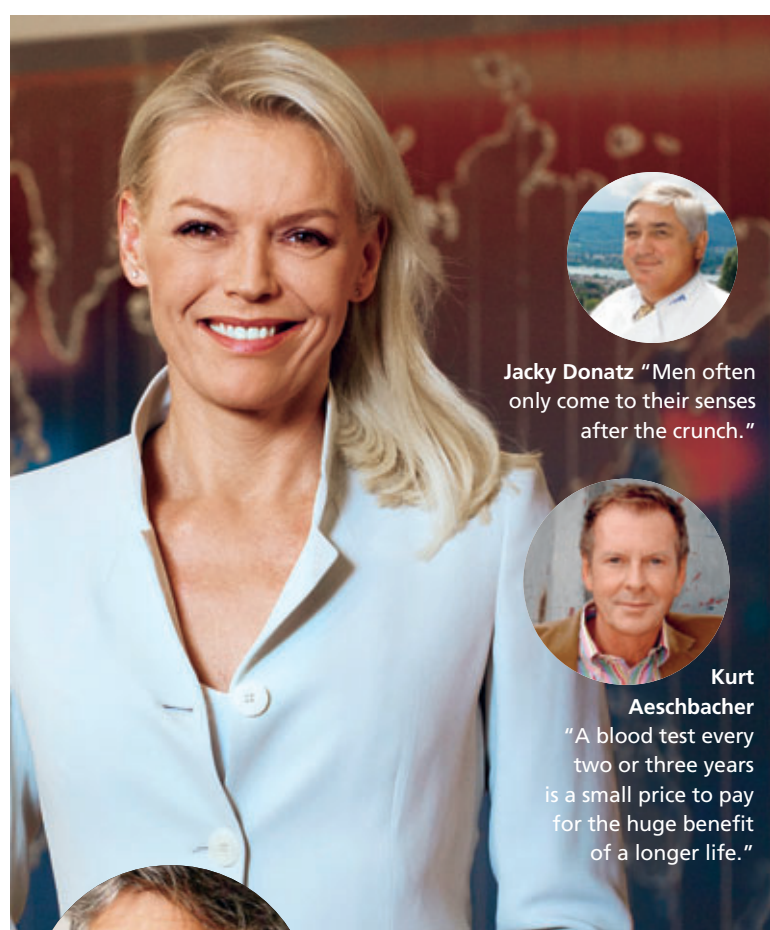 Jacky Donatz “Men often
only come to their senses
after the crunch.”
Kurt
Aeschbacher
“A blood test every
two or three years
is a small price to pay
for the huge benefit
of a longer life.”